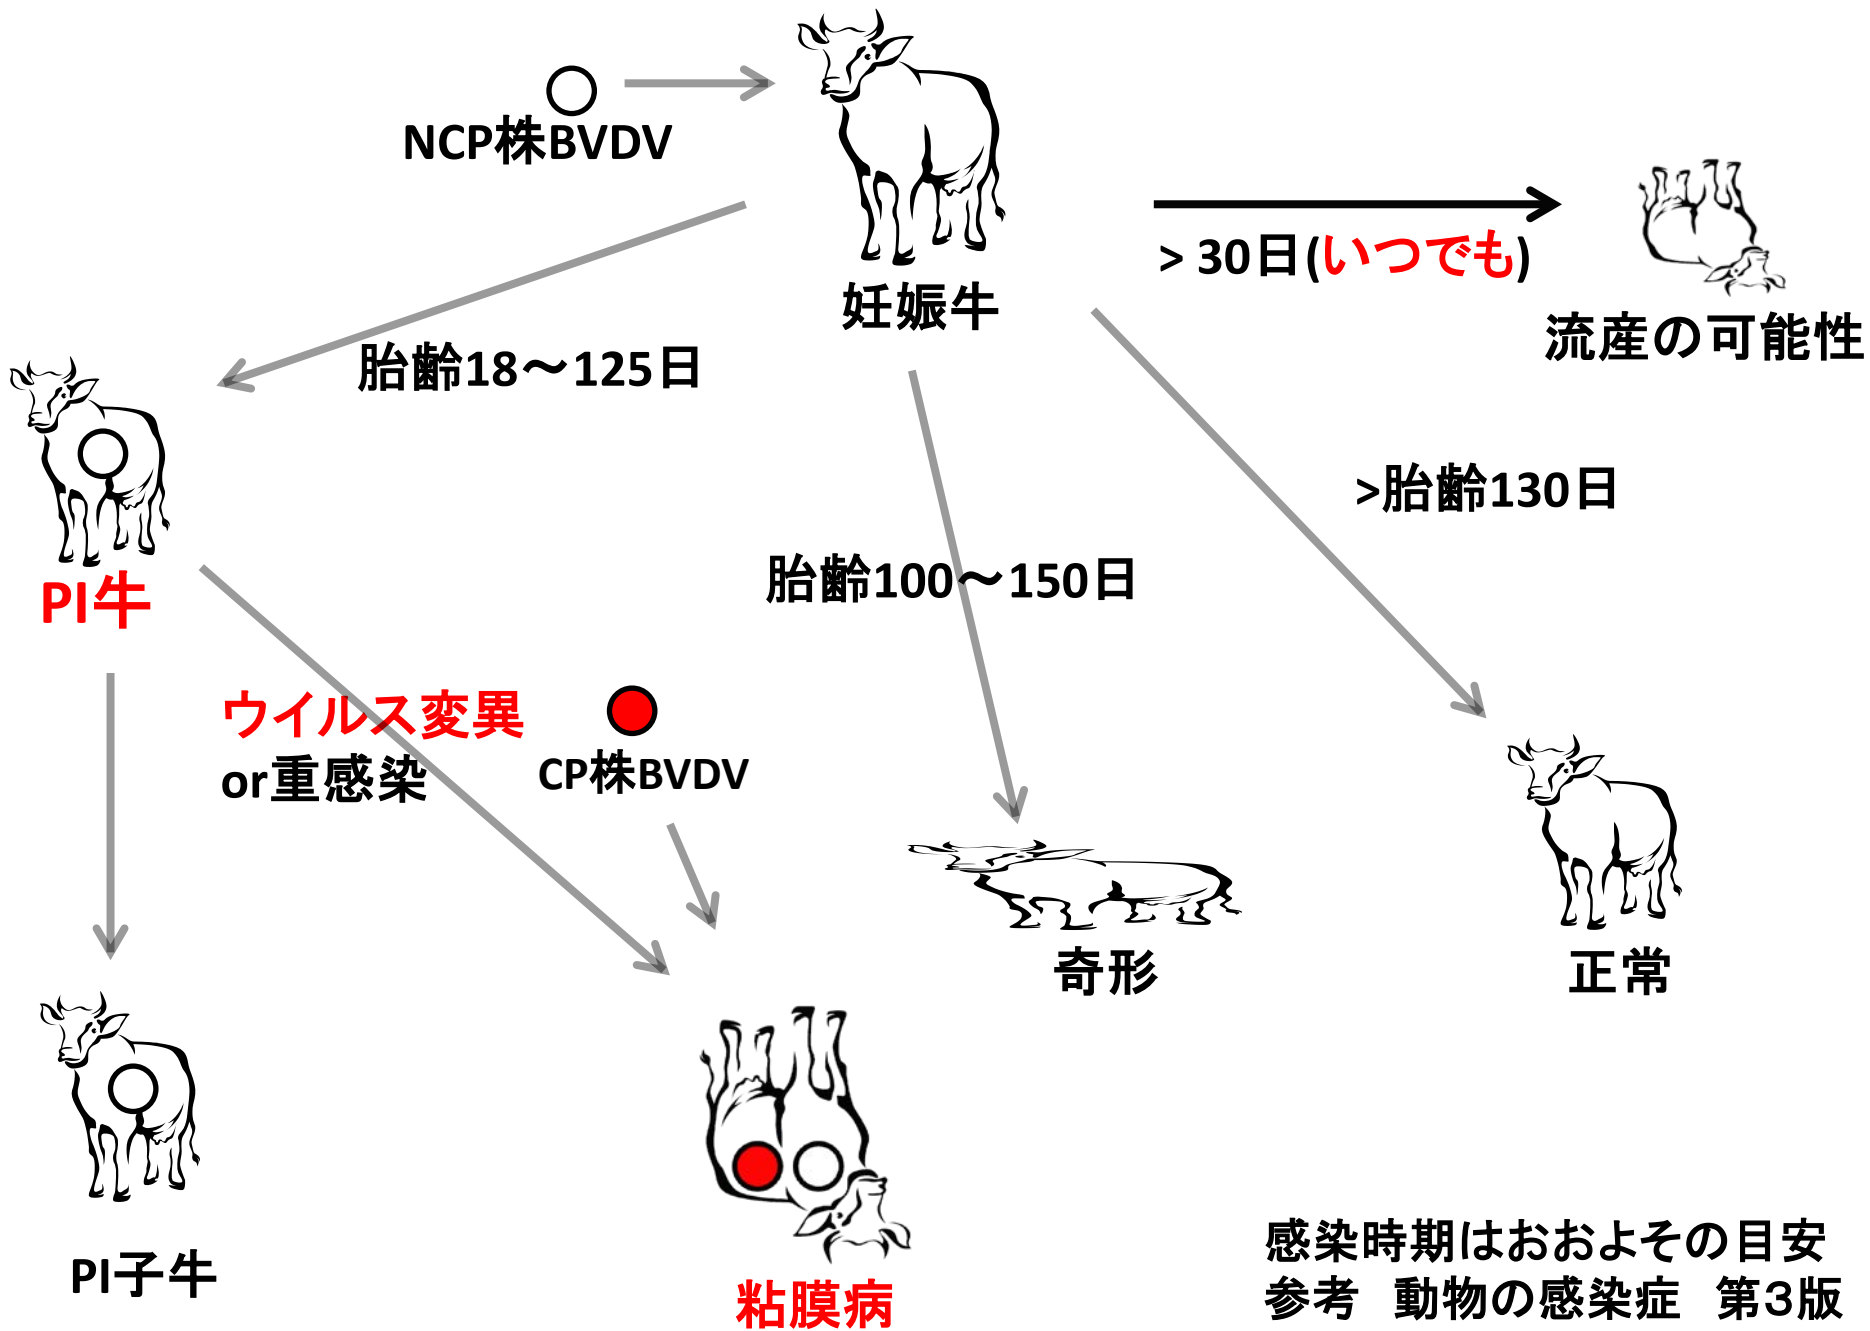 NCP株BVDV
妊娠牛
> 30日(いつでも)
流産の可能性
胎齢18～125日
>胎齢130日
胎齢100～150日
PI牛
ウイルス変異
or重感染
CP株BVDV
奇形
正常
PI子牛
粘膜病
感染時期はおおよその目安
参考　動物の感染症　第３版